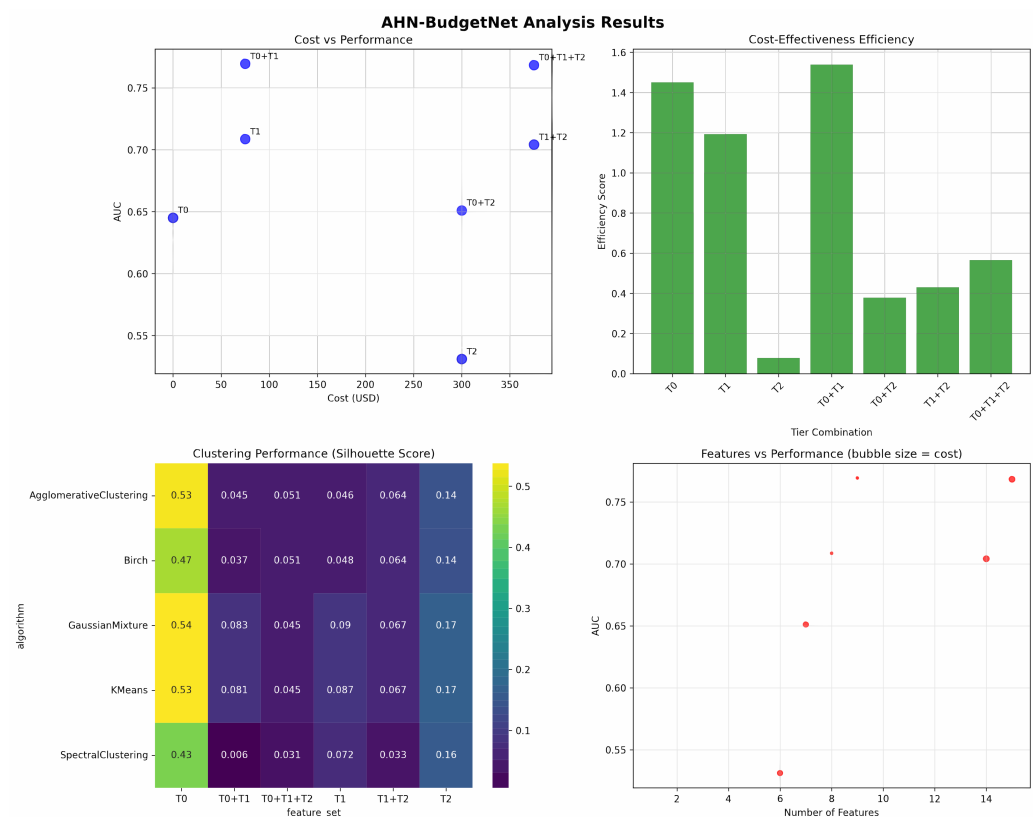 AHN-BudgetNet Analysis Results
Cost vs Performance
AUC
0.75
0.70
0.65
0.60
0.55
T0+T1
T0+T1+T2
T1
T1+T2
T0
T0+T2
T2
0 50 100 150 200 250 300 350
Cost (USD)
Cost-Effectiveness Efficiency
Efficiency Score
1.6
1.4
1.2
1.0
0.8
0.6
0.4
0.2
0.0
T0 T1 T2 T0+T1 T0+T2 T1+T2 T0+T1+T2
Tier Combination
Clustering Performance (Silhouette Score)
algorithm
AgglomerativeClustering 0.53 0.045 0.051 0.046 0.064 0.14
Birch 0.47 0.037 0.051 0.048 0.064 0.14
GaussianMixture 0.54 0.083 0.045 0.09 0.067 0.17
KMeans 0.53 0.081 0.045 0.087 0.067 0.17
SpectralClustering 0.43 0.006 0.031 0.072 0.033 0.16
T0 T0+T1 T0+T1+T2 T1 T1+T2 T2
feature_set
0.5
0.4
0.3
0.2
0.1
Features vs Performance (bubble size = cost)
AUC
0.75
0.70
0.65
0.60
0.55
2 4 6 8 10 12 14
Number of Features